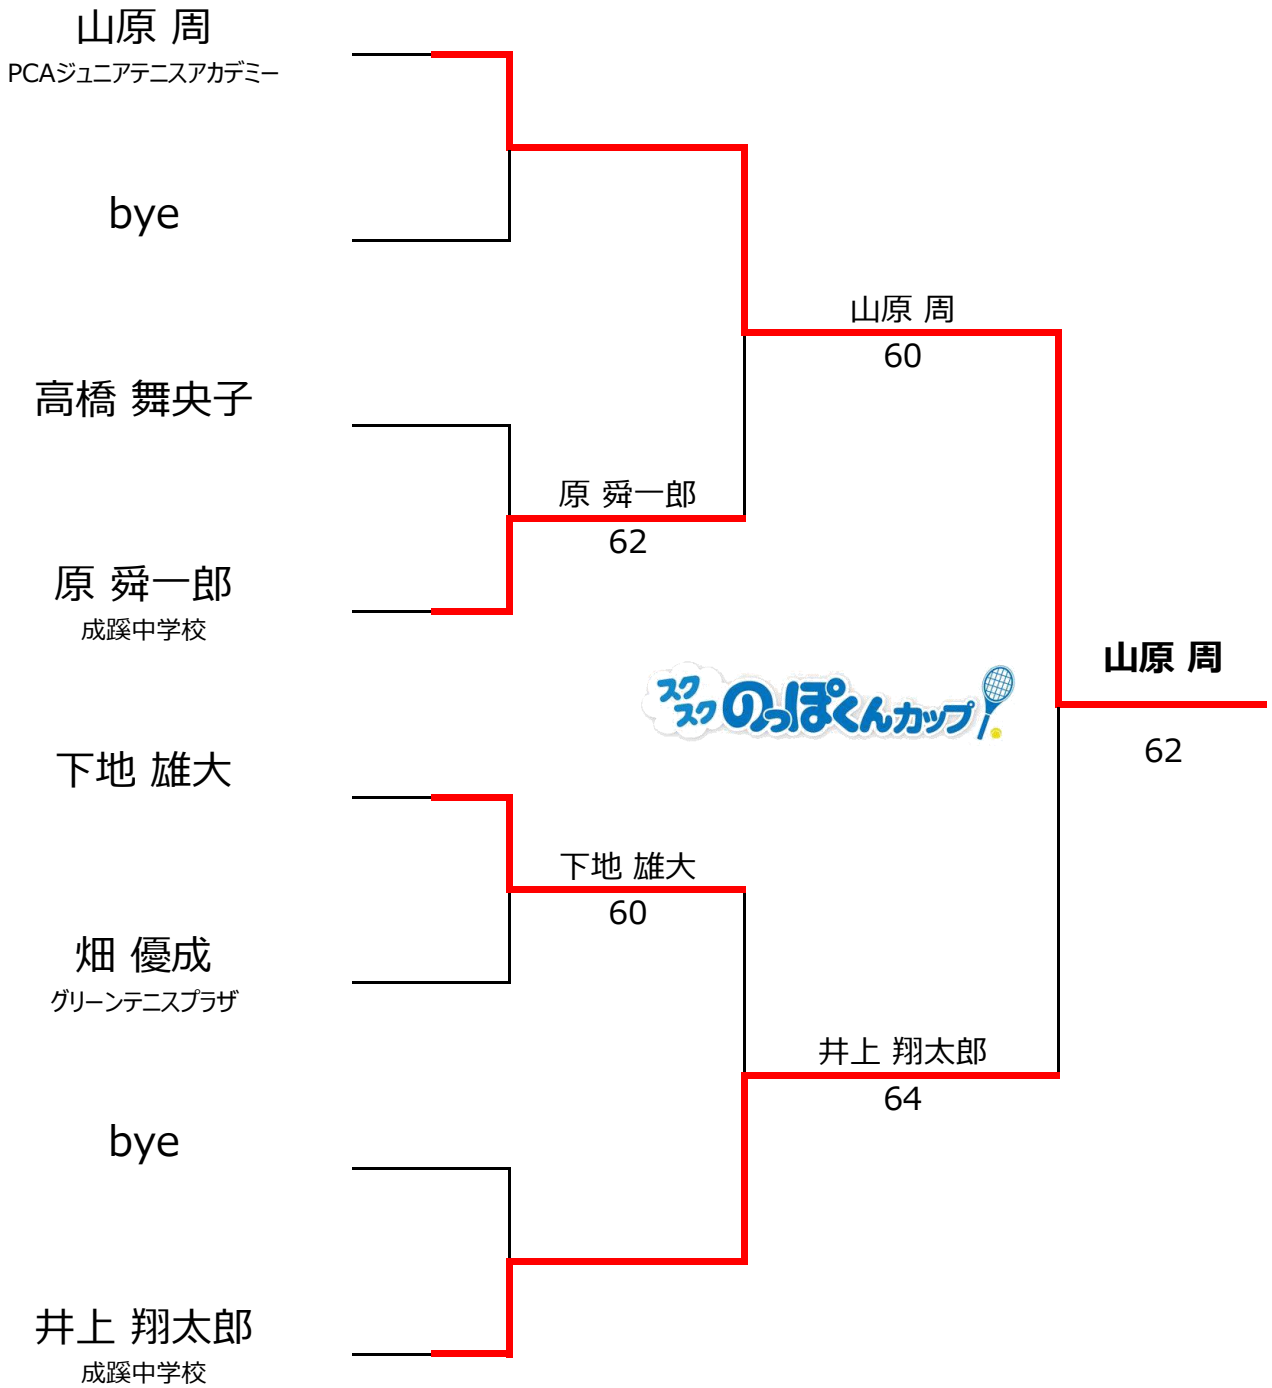 山原 周
PCAジュニアテニスアカデミー
bye
山原 周
60
高橋 舞央子
原 舜一郎
62
原 舜一郎
成蹊中学校
山原 周
62
スク
スク のっぽくんカップ
下地 雄大
下地 雄大
60
畑 優成
グリーンテニスプラザ
井上 翔太郎
64
bye
井上 翔太郎
成蹊中学校